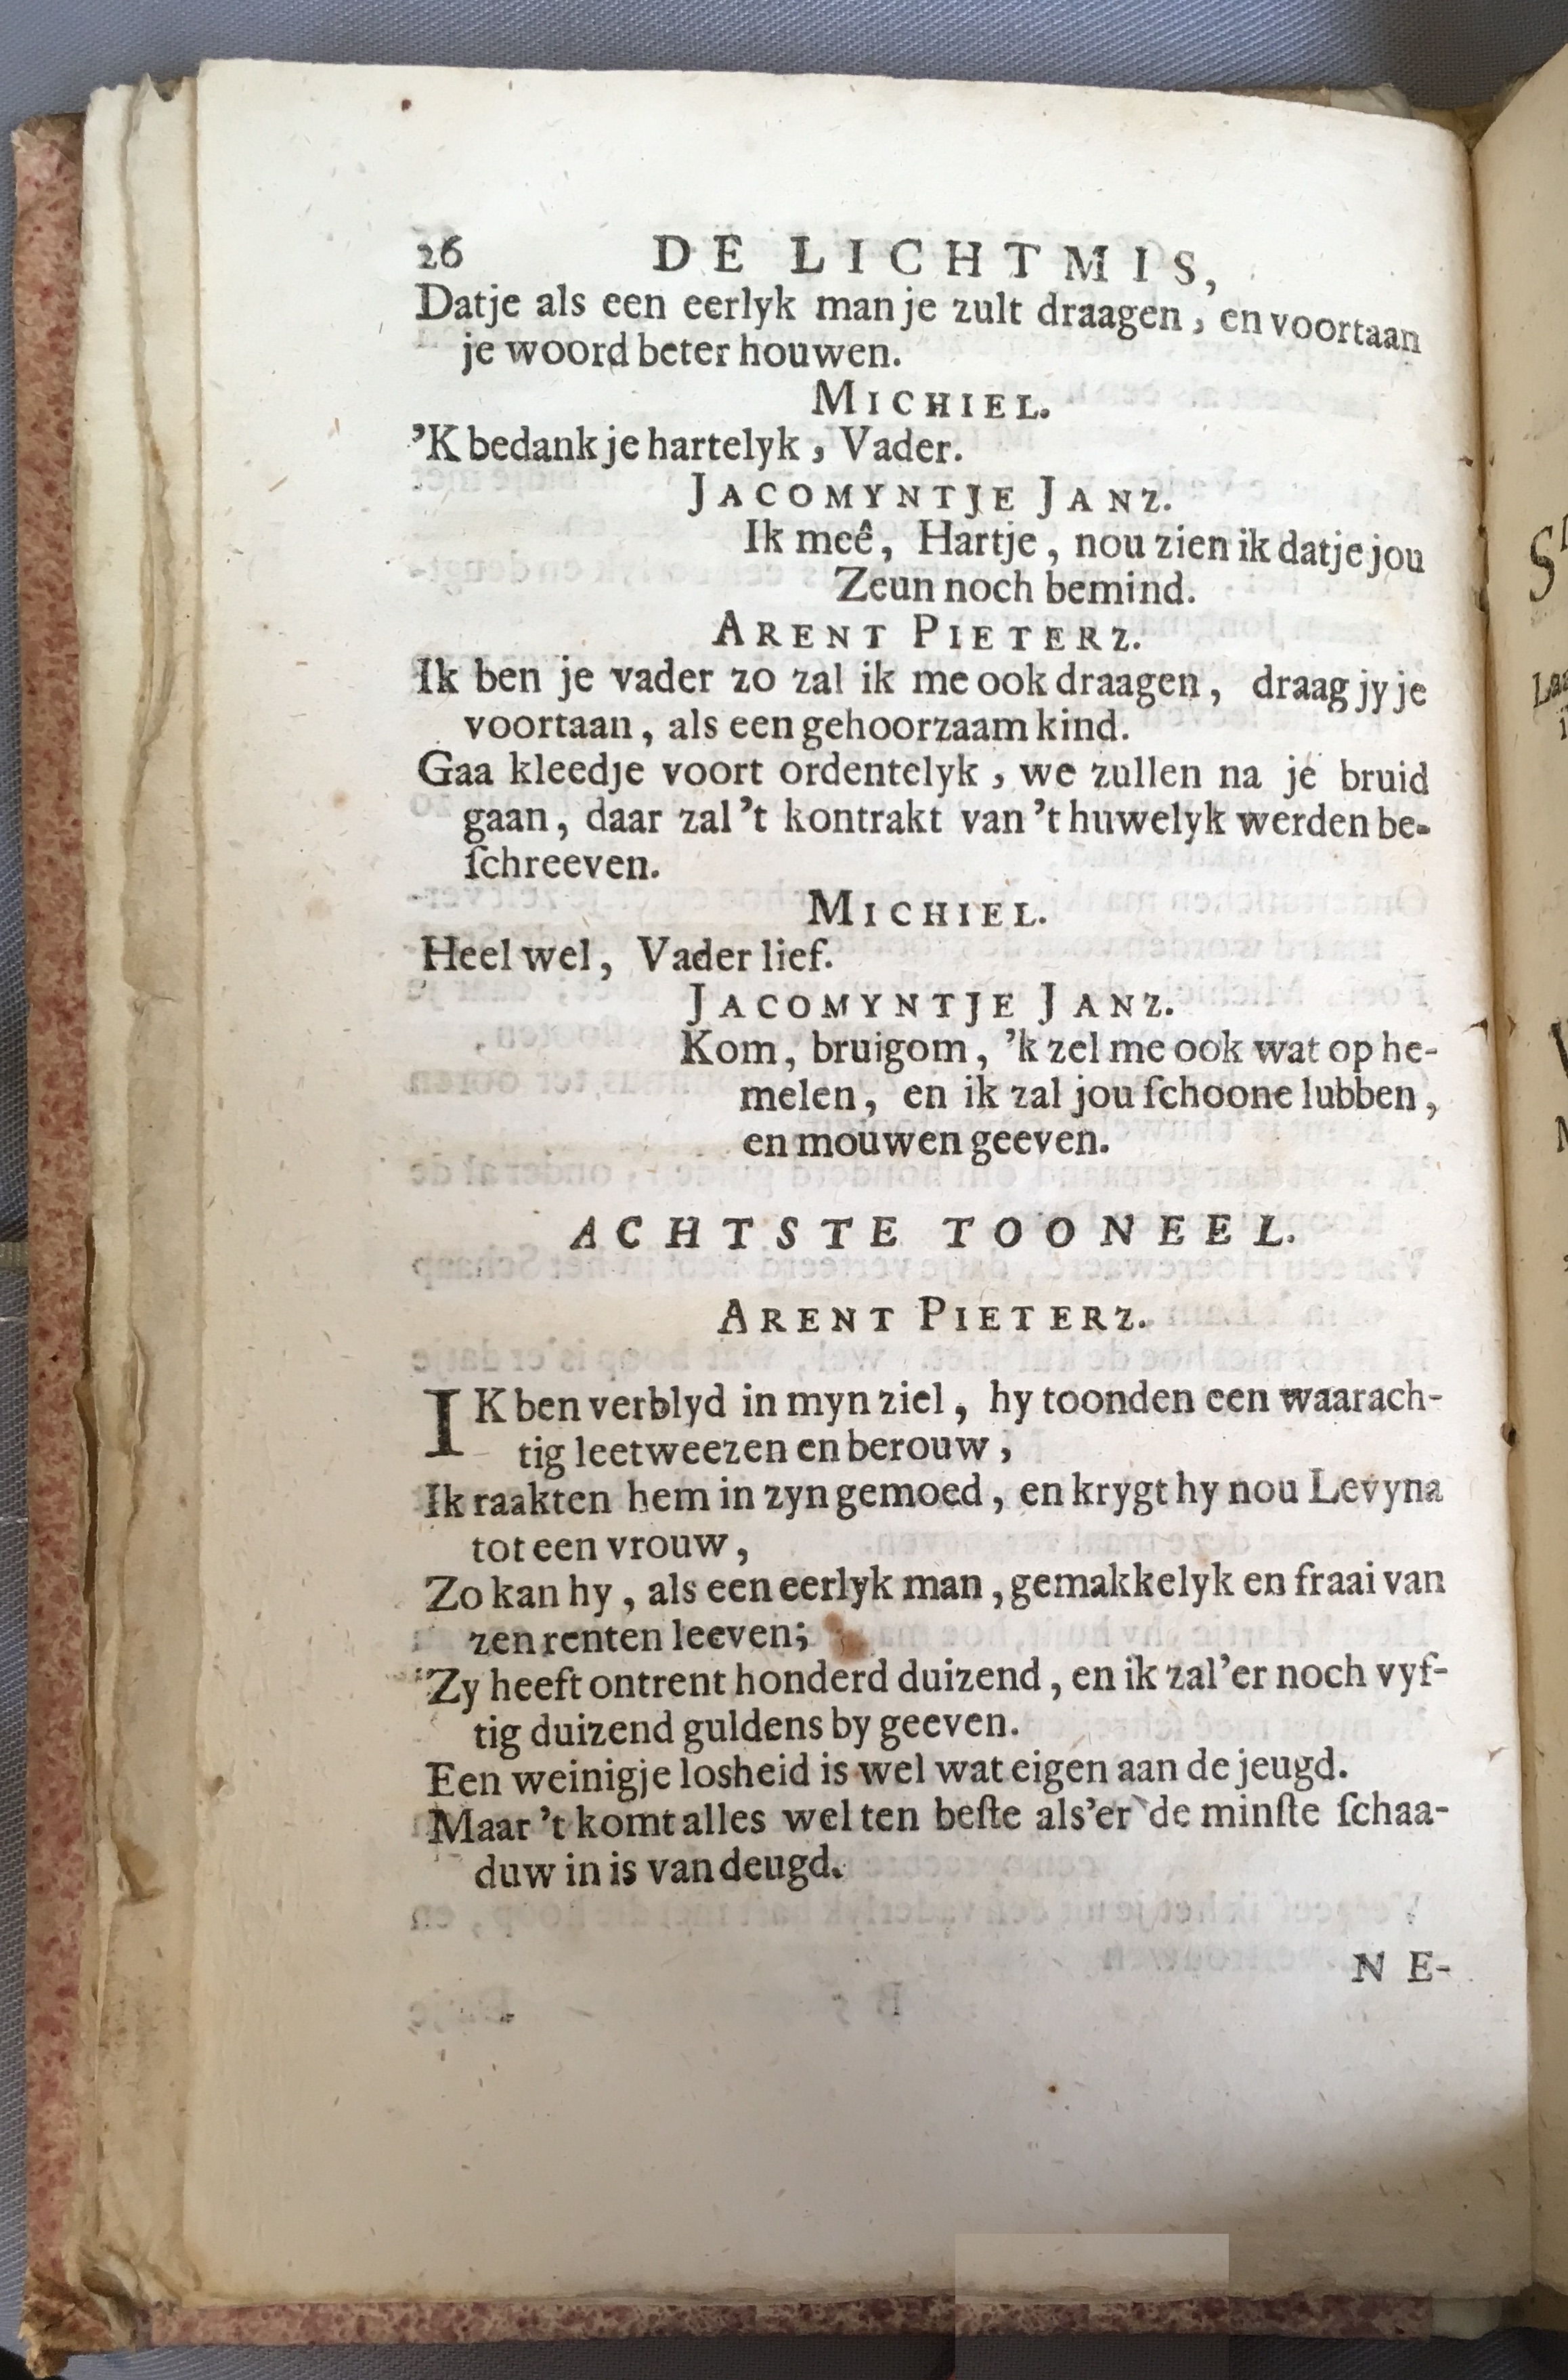 26 DE LICHTMIS,
Datje als een eerlyk man je zult draagen, en voortaan
je woord beter houwen.
MICHIEL.
'K bedank je hartelyk, Vader.
JACOMYNTJE JANZ.
Ik meê, Hartje, nou zien ik datje jou
Zeun noch bemind.
ARENT PIETERZ.
Ik ben je vader zo zal ik me ook draagen, draag jy je
voortaan, als een gehoorzaam kind.
Gaa kleedje voort ordentelyk, we zullen na je bruid
gaan, daar zal 't kontrakt van 't huwelyk werden be-
ſchreeven.
MICHIEL.
Heel wel, Vader lief.
JACOMYNTJE JANZ.
Kom, bruigom, 'k zel me ook wat op he-
melen, en ik zal jou ſchoone lubben,
en mouwen geeven.
ACHTSTE TOONEEL.
ARENT PIETERZ.
IK ben verblyd in myn ziel, hy toonden een waarach-
tig leetweezen en berouw,
Ik raakten hem in zyn gemoed, en krygt hy nou Levyna
tot een vrouw,
Zo kan hy, als een eerlyk man, gemakkelyk en fraai van
zen renten leeven;
Zy heeft ontrent honderd duizend, en ik zal'er noch vyf-
tig duizend guldens by geeven.
Een weinigje losheid is wel wat eigen aan de jeugd.
Maar 't komt alles wel ten beſte als'er de minſte ſchaa-
duw in is van deugd.
NE-